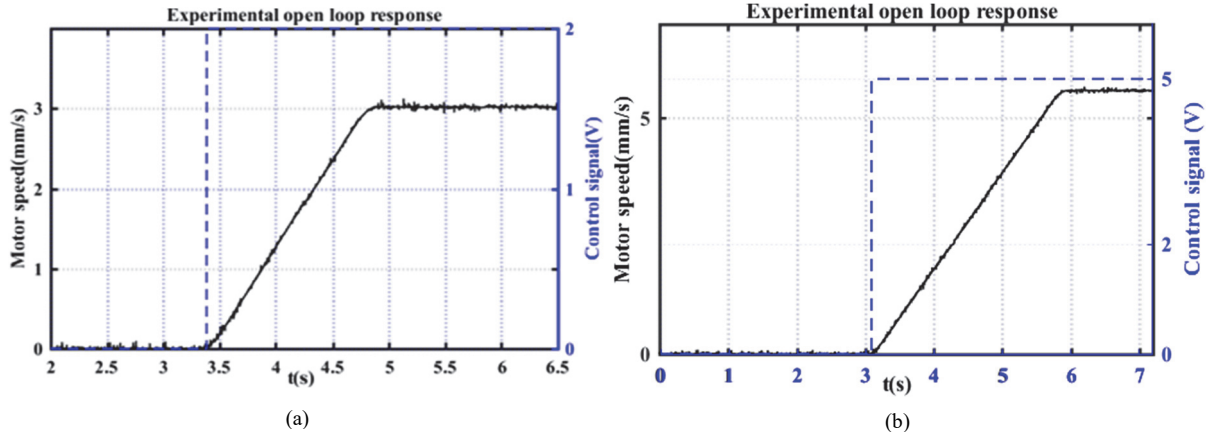 Experimental open loop response
Motor speed(mm/s)
3
2
1
0
2
1
0
Control signal(V)
2 2.5 3 3.5 4 4.5 5 5.5 6 6.5
t(s)
(a)
Experimental open loop response
Motor speed(mm/s)
5
0
5
2
0
Control signal (V)
0 1 2 3 4 5 6 7
t(s)
(b)